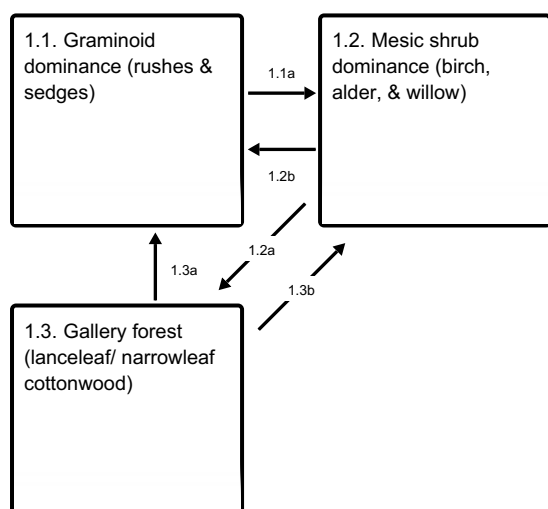 1.1. Graminoid
dominance (rushes &
sedges)
1.1a
1.2. Mesic shrub
dominance (birch,
alder, & willow)
1.2b
1.2a
1.3a
1.3b
1.3. Gallery forest
(lanceleaf/ narrowleaf
cottonwood)